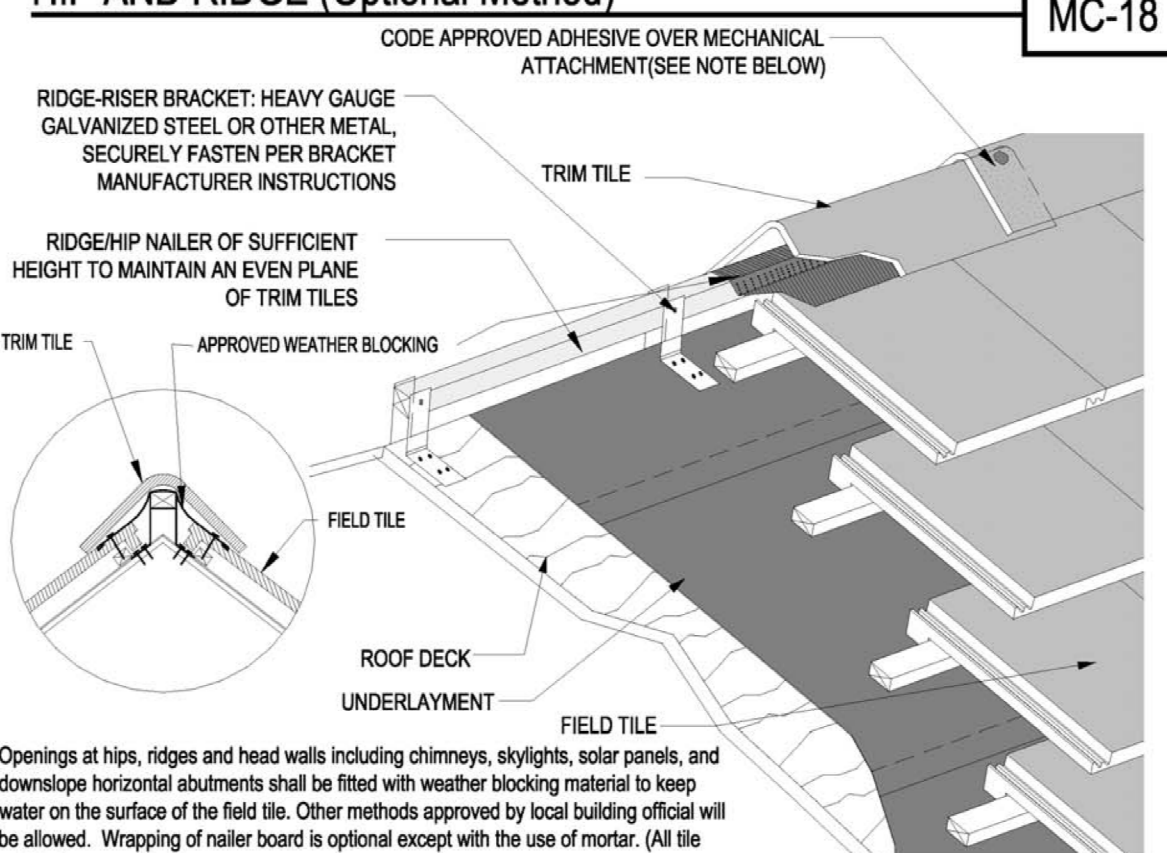 HIP AND RIDGE (Optional Method)
MC-18
CODE APPROVED ADHESIVE OVER MECHANICAL
ATTACHMENT(SEE NOTE BELOW)
RIDGE-RISER BRACKET: HEAVY GAUGE
GALVANIZED STEEL OR OTHER METAL,
SECURELY FASTEN PER BRACKET
MANUFACTURER INSTRUCTIONS
TRIM TILE
RIDGE/HIP NAILER OF SUFFICIENT
HEIGHT TO MAINTAIN AN EVEN PLANE
OF TRIM TILES
TRIM TILE
APPROVED WEATHER BLOCKING
FIELD TILE
ROOF DECK
UNDERLAYMENT
FIELD TILE
Openings at hips, ridges and head walls including chimneys, skylights, solar panels, and
downslope horizontal abutments shall be fitted with weather blocking material to keep
water on the surface of the field tile. Other methods approved by local building official will
be allowed. Wrapping of nailer board is optional except with the use of mortar. (All tile